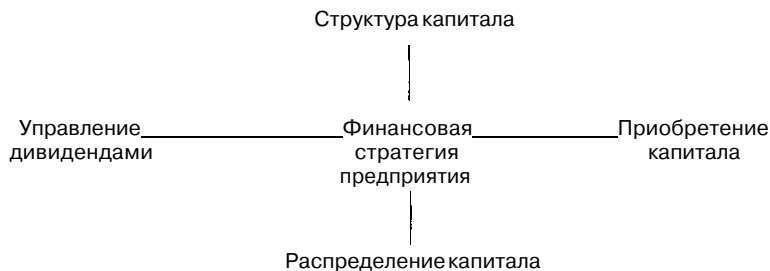 Структура капитала
Управление
дивидендами
Финансовая
стратегия
предприятия
Приобретение
капитала
Распределение капитала